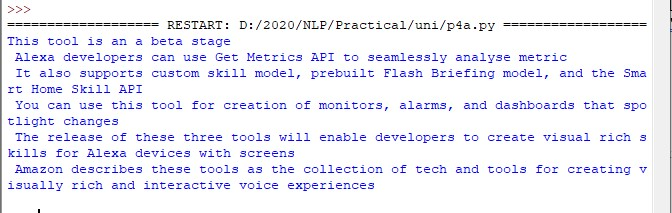 >>>
=================== RESTART: D:/2020/NLP/Practical/uni/p4a.py ==================
This tool is an a beta stage
 Alexa developers can use Get Metrics API to seamlessly analyse metric
 It also supports custom skill model, prebuilt Flash Briefing model, and the Sma
rt Home Skill API
 You can use this tool for creation of monitors, alarms, and dashboards that spo
tlight changes
 The release of these three tools will enable developers to create visual rich s
kills for Alexa devices with screens
 Amazon describes these tools as the collection of tech and tools for creating v
isually rich and interactive voice experiences